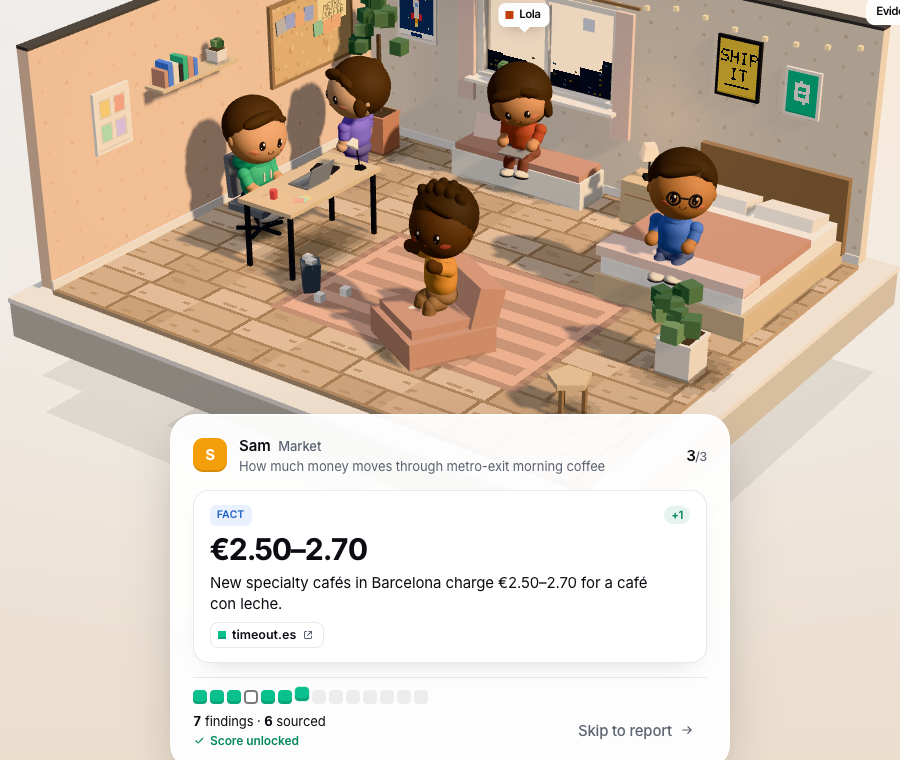 Lola
Evide
SHIP
IT
S
Sam Market
3/3
How much money moves through metro-exit morning coffee
FACT
+1
€2.50–2.70
New specialty cafés in Barcelona charge €2.50–2.70 for a café
con leche.
timeout.es
7 findings · 6 sourced
Skip to report
Score unlocked